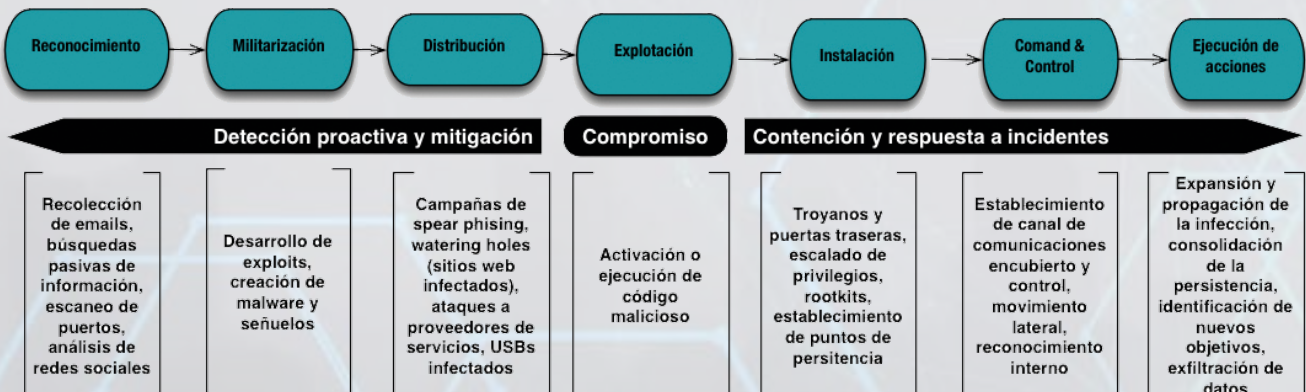 Reconocimiento
Militarización
Distribución
Explotación
Instalación
Comand &
Control
Ejecución de
acciones
Detección proactiva y mitigación
Compromiso
Contención y respuesta a incidentes
Recolección
de emails,
búsquedas
pasivas de
información,
escaneo de
puertos,
análisis de
redes sociales
Desarrollo de
exploits,
creación de
malware y
señuelos
Campañas de
spear phising,
watering holes
(sitios web
infectados),
ataques a
proveedores de
servicios, USBs
infectados
Activación o
ejecución de
código
malicioso
Troyanos y
puertas traseras,
escalado de
privilegios,
rootkits,
establecimiento
de puntos de
persitencia
Establecimiento
de canal de
comunicaciones
encubierto y
control,
movimiento
lateral,
reconocimiento
interno
Expansión y
propagación de
la infección,
consolidación
de la
persistencia,
identificación de
nuevos
objetivos,
exfiltración de
datos